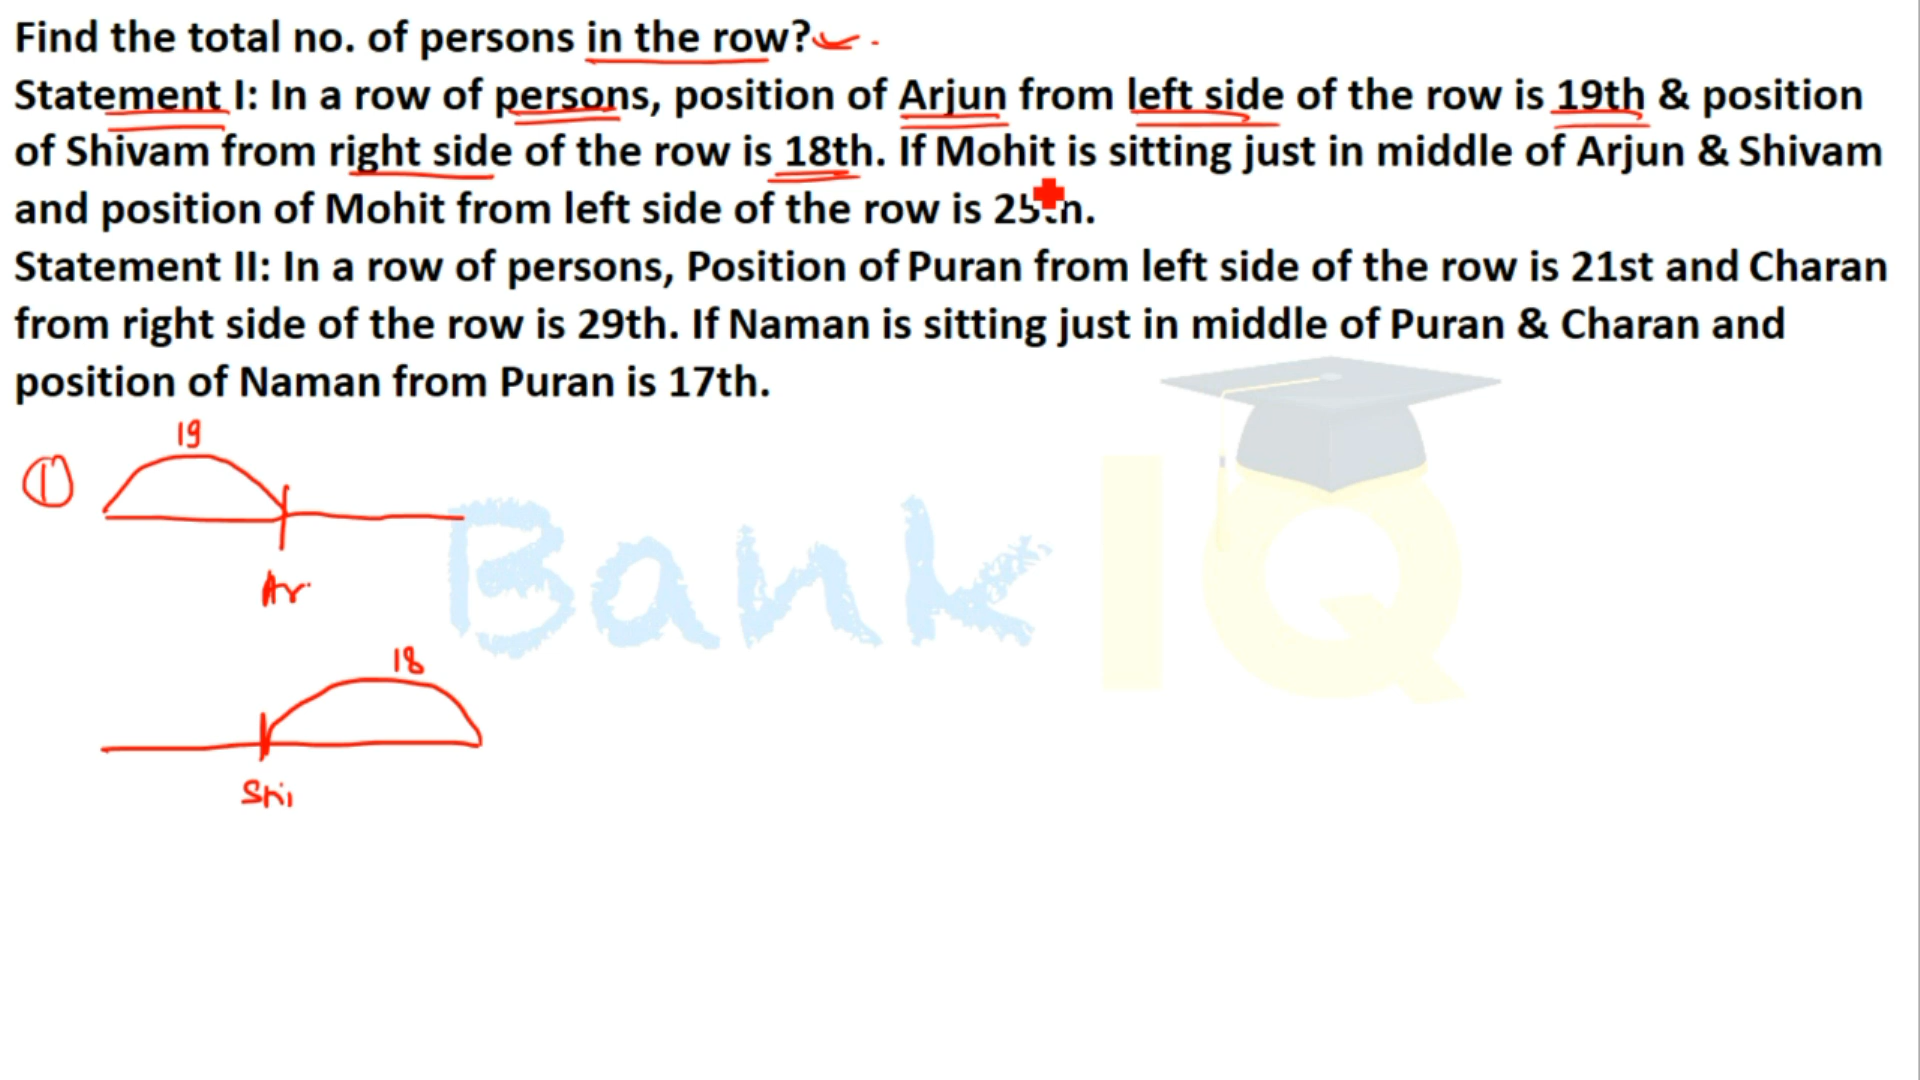 Find the total no. of persons in the row?
Statement I: In a row of persons, position of Arjun from left side of the row is 19th & position
of Shivam from right side of the row is 18th. If Mohit is sitting just in middle of Arjun & Shivam
and position of Mohit from left side of the row is 25th.
Statement II: In a row of persons, Position of Puran from left side of the row is 21st and Charan
from right side of the row is 29th. If Naman is sitting just in middle of Puran & Charan and
position of Naman from Puran is 17th.
19
1
Ar
Bank IQ
18
Shi